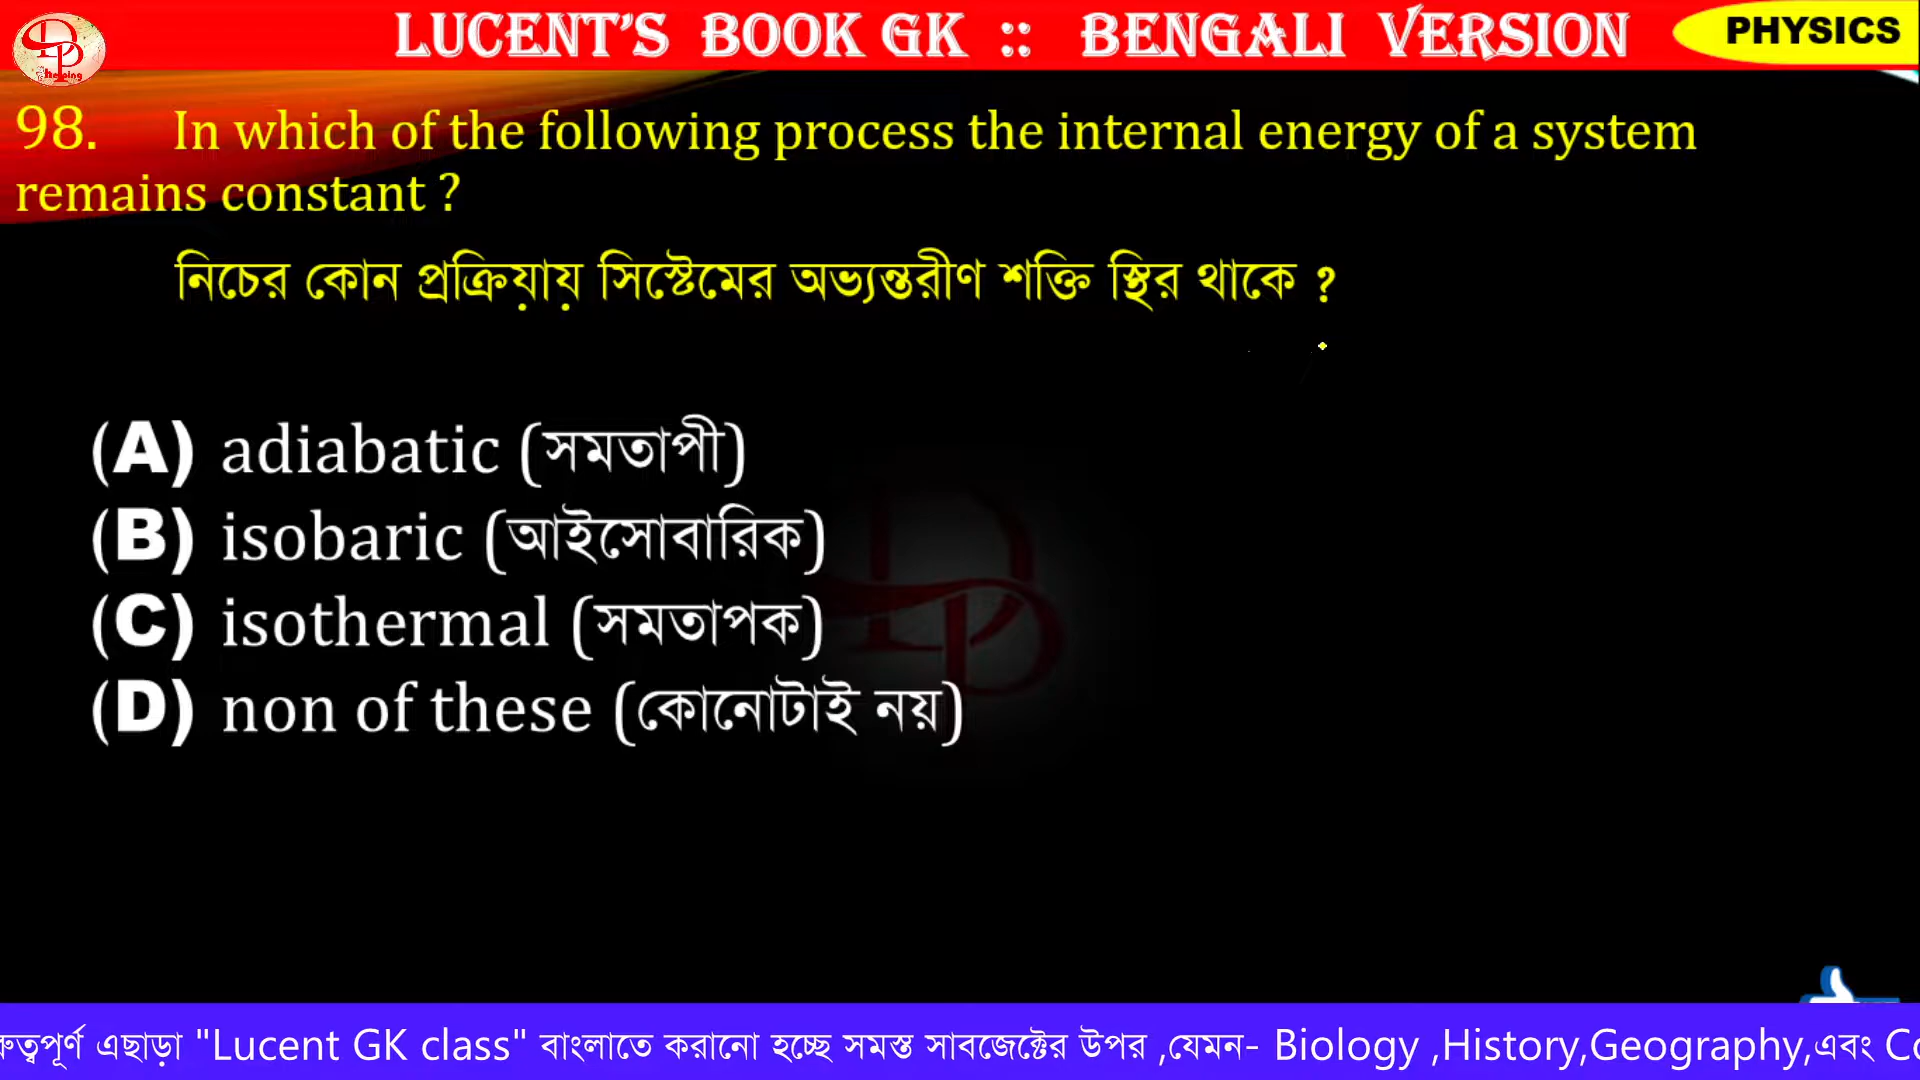 LUCENT'S BOOK GK :: BENGALI VERSION
PHYSICS
98. In which of the following process the internal energy of a system
remains constant ?
নিচের কোন প্রক্রিয়ায় সিস্টেমের অভ্যন্তরীণ শক্তি স্থির থাকে ?
(A) adiabatic (সমতাপী)
(B) isobaric (আইসোবারিক)
(C) isothermal (সমতাপক)
(D) non of these (কোনোটাই নয়)
এছাড়া "Lucent GK class" বাংলাতে করানো হচ্ছে সমস্ত সাবজেক্টের উপর ,যেমন- Biology ,History,Geography,এবং